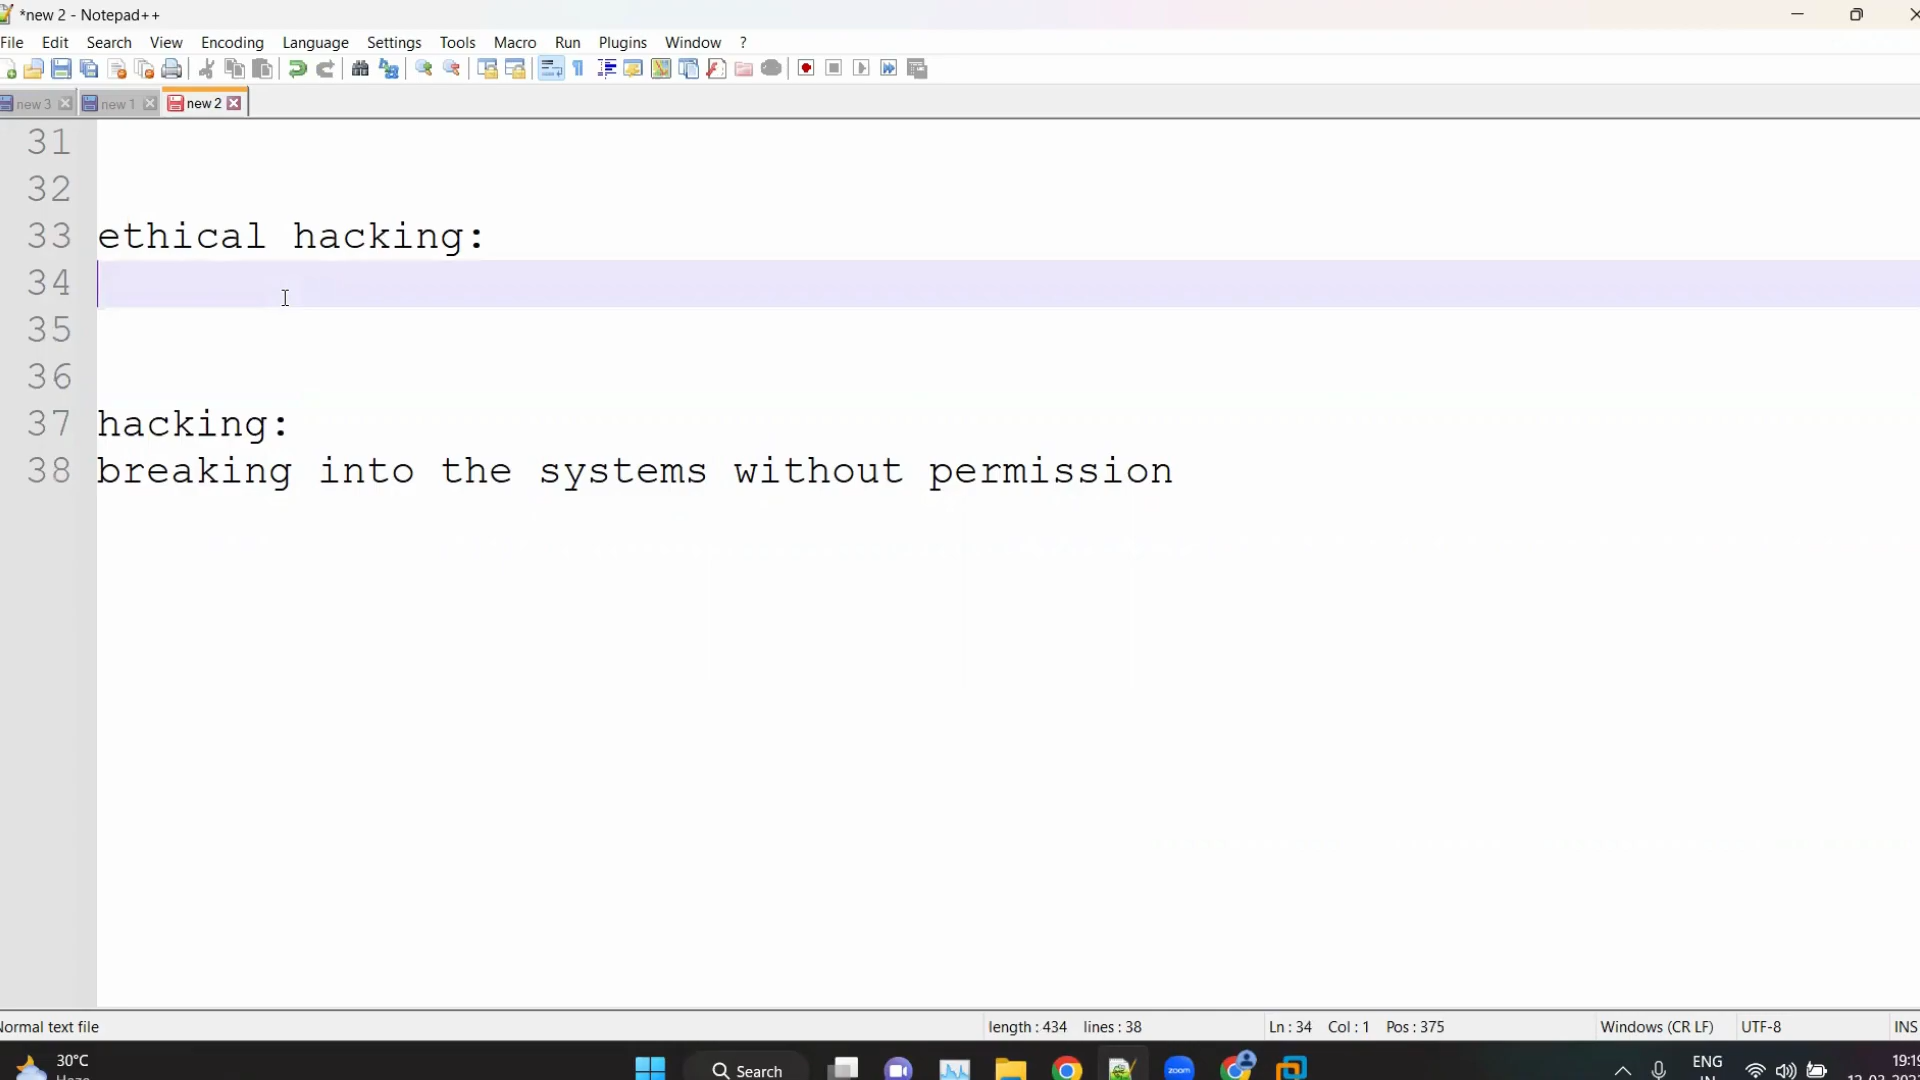 *new 2 - Notepad++
File Edit Search View Encoding Language Settings Tools Macro Run Plugins Window ?
new 3 new 1 new 2
31
32
33 ethical hacking:
34
35
36
37 hacking:
38 breaking into the systems without permission
length : 434 lines : 38 Ln : 34 Col : 1 Pos : 375 Windows (CR LF) UTF-8 INS
30°C Search zoom ENG